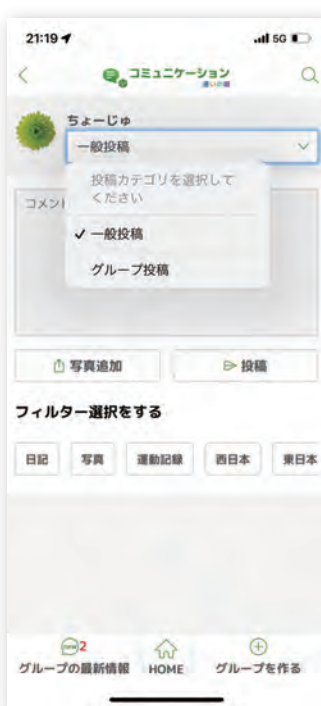 21:19
5G
コミュニケーション
ちょーじゅ
一般投稿
投稿カテゴリを選択して
ください
コメント
✓ 一般投稿
グループ投稿
写真追加
投稿
フィルター選択をする
日記 写真 運動記録 西日本 東日本
new 2
グループの最新情報 HOME グループを作る